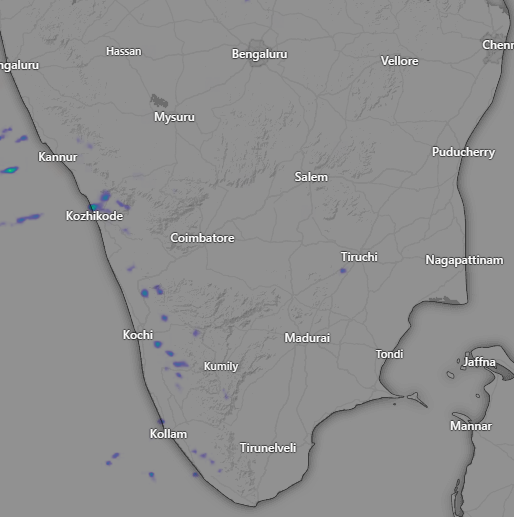 Hassan
Bengaluru
Chenn
ngaluru
Vellore
Mysuru
Kannur
Puducherry
Salem
Kozhikode
Coimbatore
Tiruchi
Nagapattinam
Kochi
Madurai
Tondi
Kumily
Jaffna
Mannar
Kollam
Tirunelveli